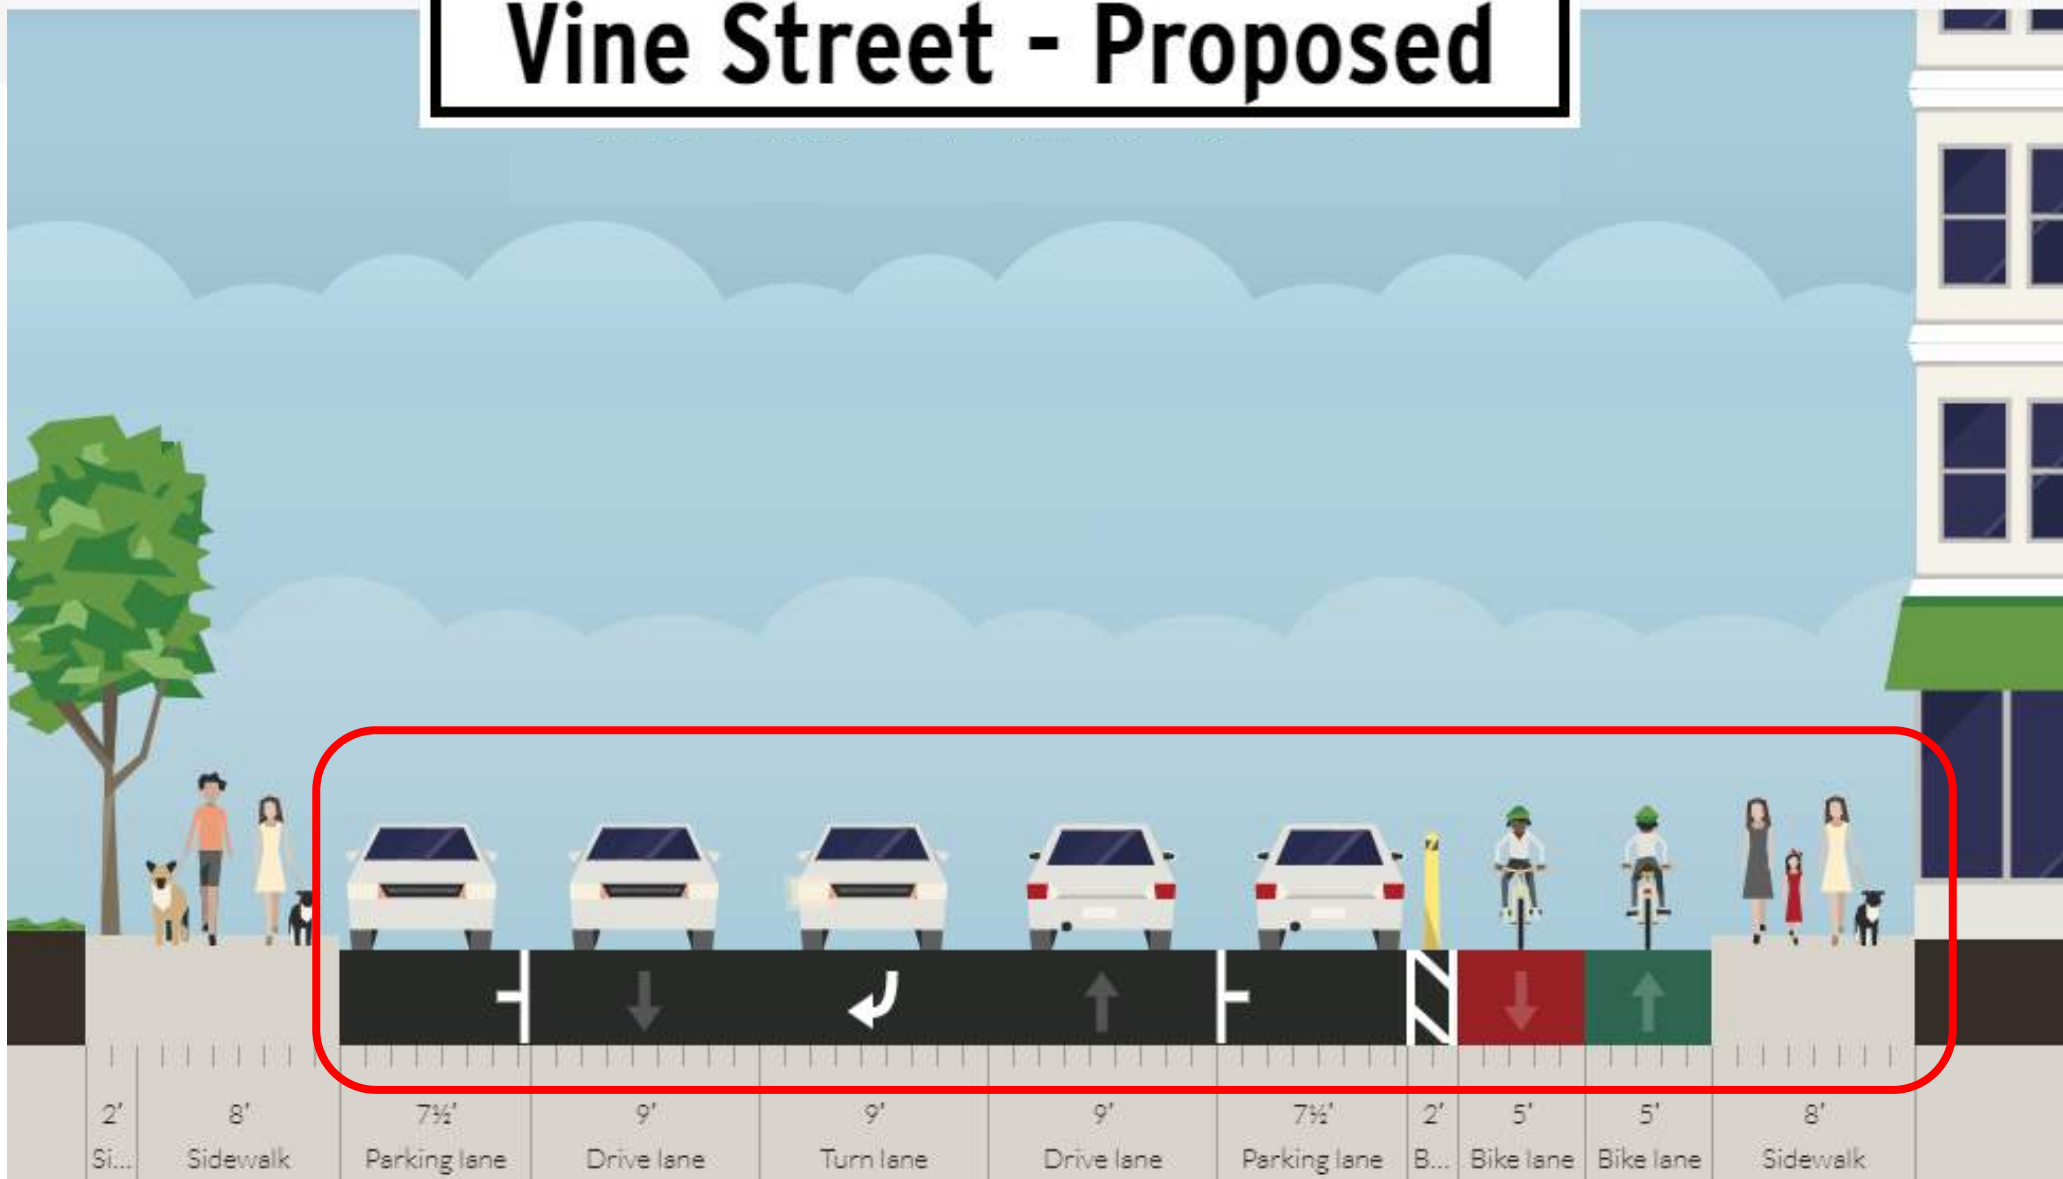 Vine Street - Proposed
2' 8' 7½' 9' 9' 9' 7½' 2' 5' 5' 8'
Si... Sidewalk Parking lane Drive lane Turn lane Drive lane Parking lane B... Bike lane Bike lane Sidewalk